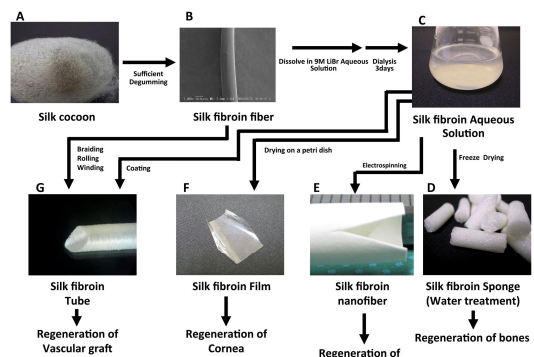 A
B
C
Sufficient
Degumming
Dissolve in 9M LiBr Aqueous
Solution
Dialysis
3days
Silk cocoon
Silk fibroin fiber
Silk fibroin Aqueous
Solution
Braiding
Rolling
Winding
Coating
Drying on a petri dish
Electrospinning
Freeze Drying
G
F
E
D
Silk fibroin
Tube
Silk fibroin Film
Silk fibroin
nanofiber
Silk fibroin Sponge
(Water treatment)
Regeneration of
Vascular graft
Regeneration of
Cornea
Regeneration of
Regeneration of bones